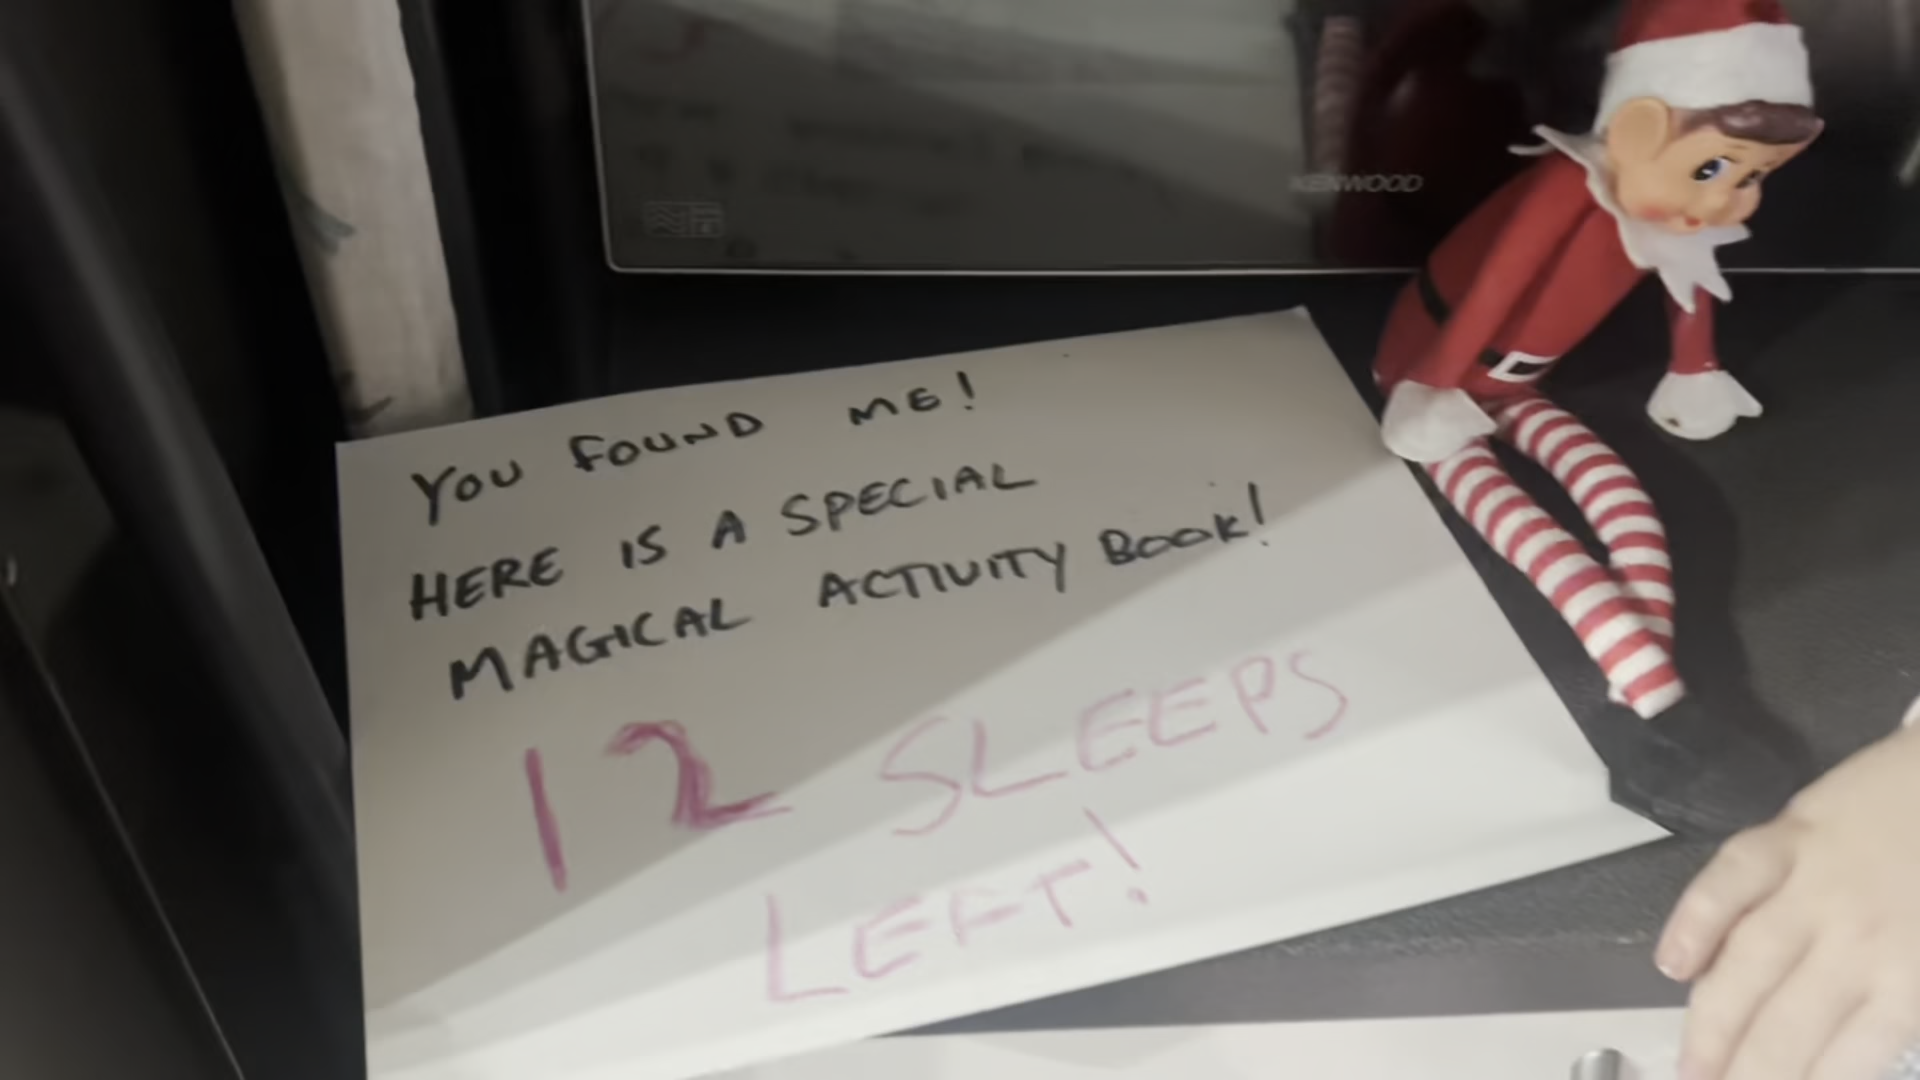 KENWOOD
YOU FOUND ME!
HERE IS A SPECIAL
MAGICAL ACTIVITY BOOK!
12 SLEEPS
LEFT!